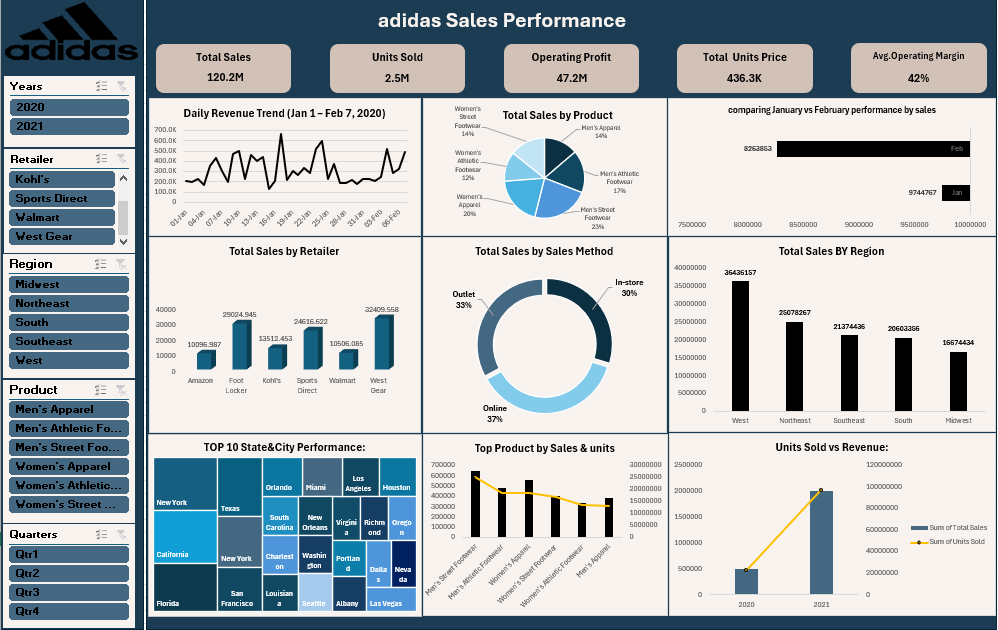 adidas
adidas Sales Performance
Total Sales
120.2M
Units Sold
2.5M
Operating Profit
47.2M
Total Units Price
436.3K
Avg.Operating Margin
42%
Years
2020
2021
Retailer
Kohl's
Sports Direct
Walmart
West Gear
Region
Midwest
Northeast
South
Southeast
West
Product
Men's Apparel
Men's Athletic Fo...
Men's Street Foo...
Women's Apparel
Women's Athletic...
Women's Street ...
Quarters
Qtr1
Qtr2
Qtr3
Qtr4
Daily Revenue Trend (Jan 1 – Feb 7, 2020)
700.0K
600.0K
500.0K
400.0K
300.0K
200.0K
100.0K
0
01-Jan
04-Jan
07-Jan
10-Jan
13-Jan
16-Jan
19-Jan
22-Jan
25-Jan
28-Jan
31-Jan
03-Feb
06-Feb
Total Sales by Product
Women's
Street
Footwear
14%
Men's Apparel
14%
Women's
Athletic
Footwear
12%
Men's Athletic
Footwear
17%
Women's
Apparel
20%
Men's Street
Footwear
23%
comparing January vs February performance by sales
8263853
Feb
9744767
Jan
7500000
8000000
8500000
9000000
9500000
10000000
Total Sales by Retailer
40000
30000
20000
10000
0
10096.987
29024.945
13512.453
24616.622
10506.085
32409.558
Amazon
Foot
Locker
Kohl's
Sports
Direct
Walmart
West
Gear
Total Sales by Sales Method
Outlet
33%
In-store
30%
Online
37%
Total Sales BY Region
40000000
35000000
30000000
25000000
20000000
15000000
10000000
5000000
0
36436157
25078267
21374436
20603356
16674434
West
Northeast
Southeast
South
Midwest
TOP 10 State&City Performance:
New York
California
Florida
Texas
New York
San
Francisco
Orlando
Miami
Los
Angeles
Houston
South
Carolina
New
Orleans
Virgini
a
Richm
ond
Orego
n
Charlest
on
Washin
gton
Portlan
d
Dalla
s
Neva
da
Louisian
a
Seattle
Albany
Las Vegas
Top Product by Sales & units
700000
600000
500000
400000
300000
200000
100000
0
30000000
25000000
20000000
15000000
10000000
5000000
0
Men's Street Footwear
Men's Athletic Footwear
Women's Apparel
Women's Street Footwear
Women's Athletic Footwear
Men's Apparel
Units Sold vs Revenue:
2500000
2000000
1500000
1000000
500000
0
120000000
100000000
80000000
60000000
40000000
20000000
0
2020
2021
Sum of Total Sales
Sum of Units Sold